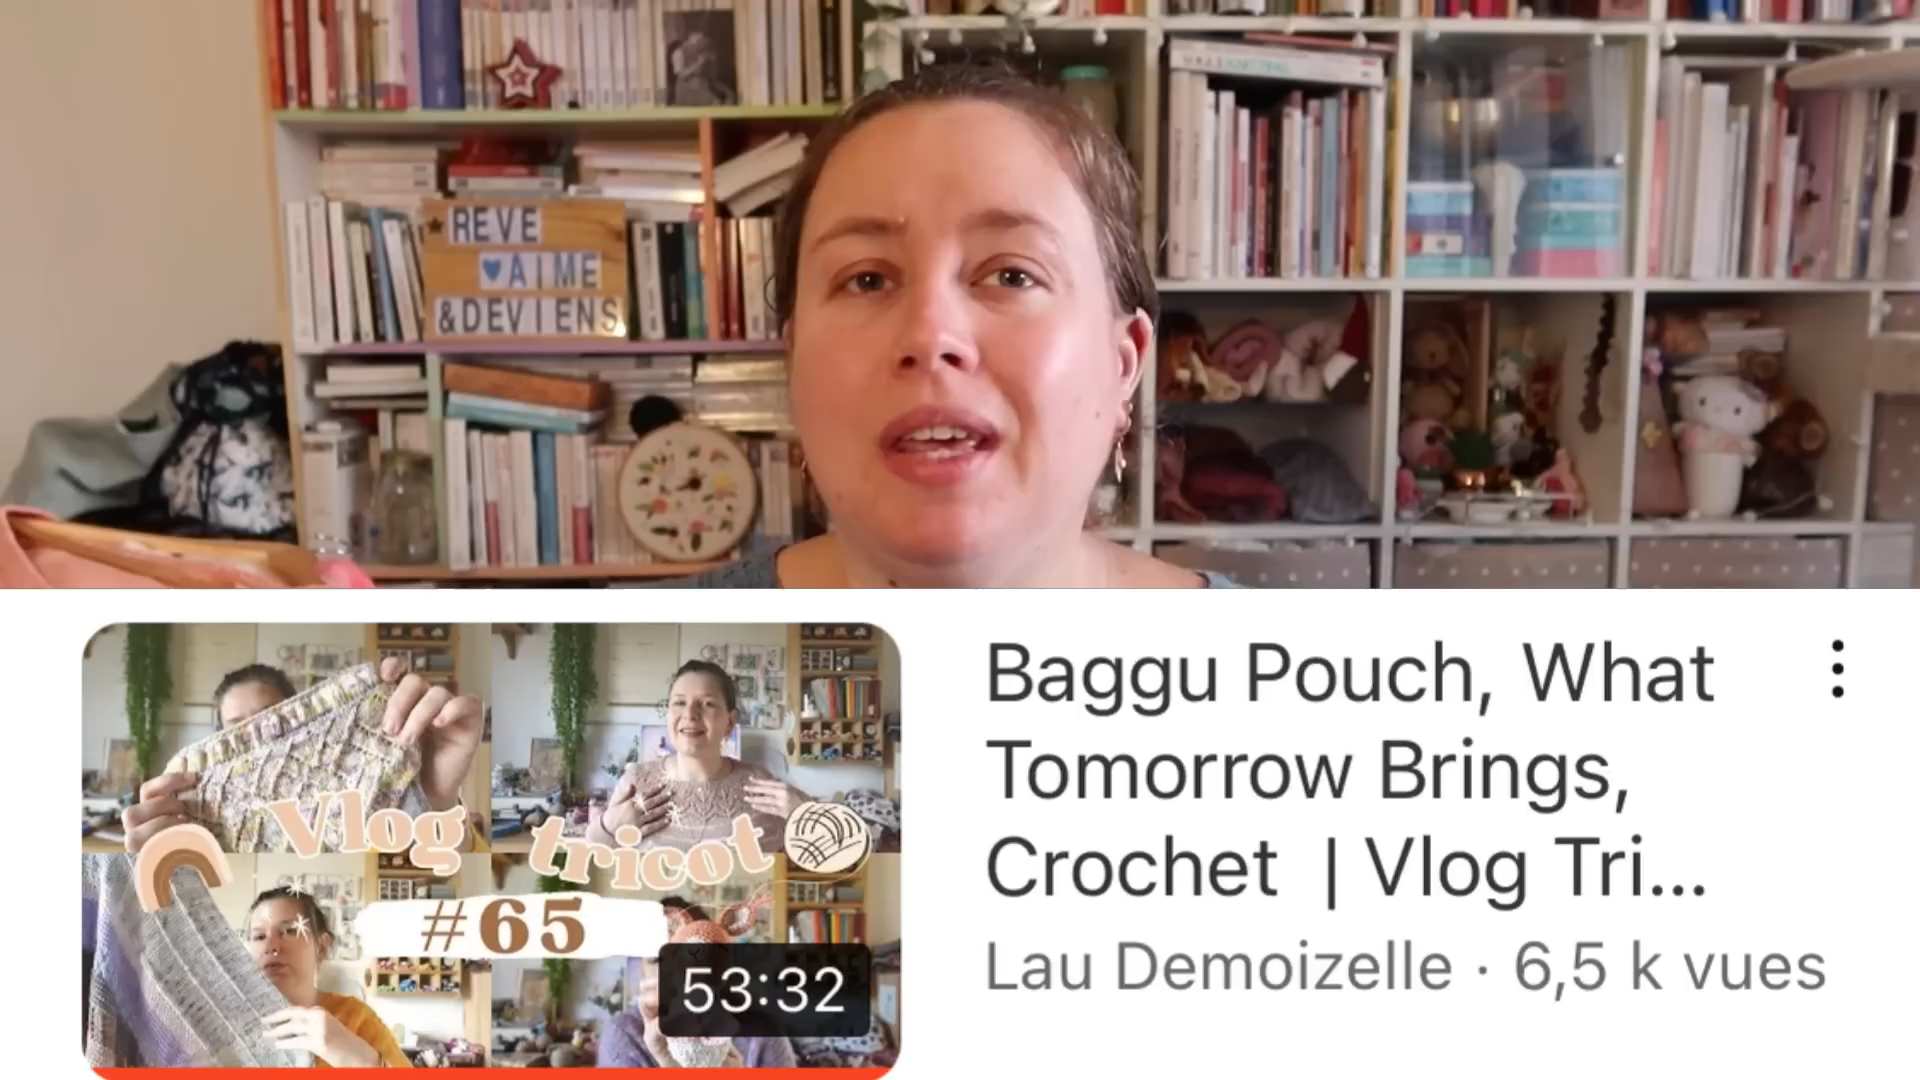 REVE
AIME
&DEVIENS
Vlog tricot
#65
53:32
Baggu Pouch, What
Tomorrow Brings,
Crochet | Vlog Tri...
Lau Demoizelle · 6,5 k vues